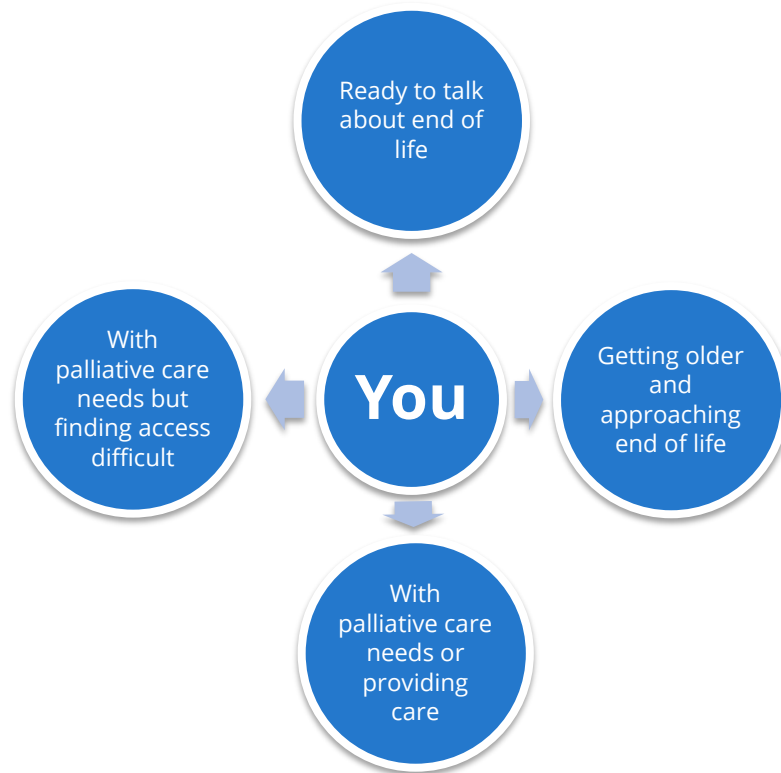 Ready to talk
about end of
life
With
palliative care
needs but
finding access
difficult
You
Getting older
and
approaching
end of life
With
palliative care
needs or
providing
care